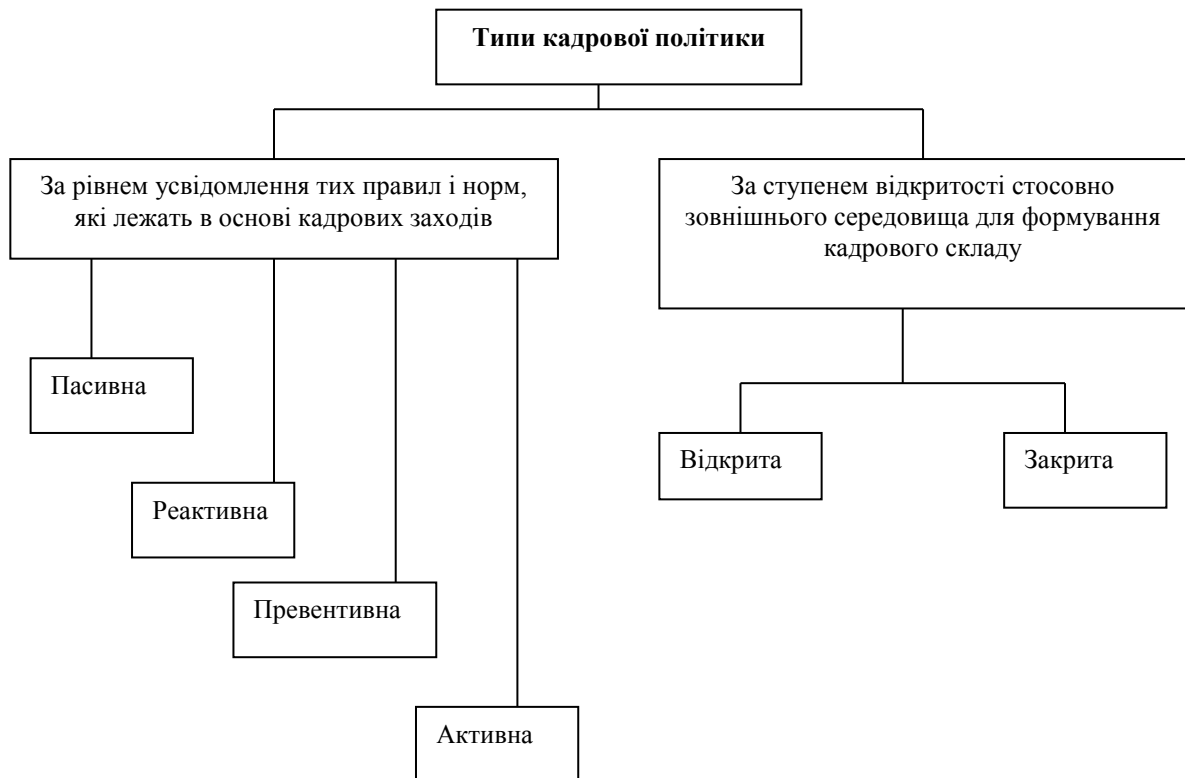 Типи кадрової політики
За рівнем усвідомлення тих правил і норм,
які лежать в основі кадрових заходів
За ступенем відкритості стосовно
зовнішнього середовища для формування
кадрового складу
Пасивна
Реактивна
Превентивна
Активна
Відкрита
Закрита